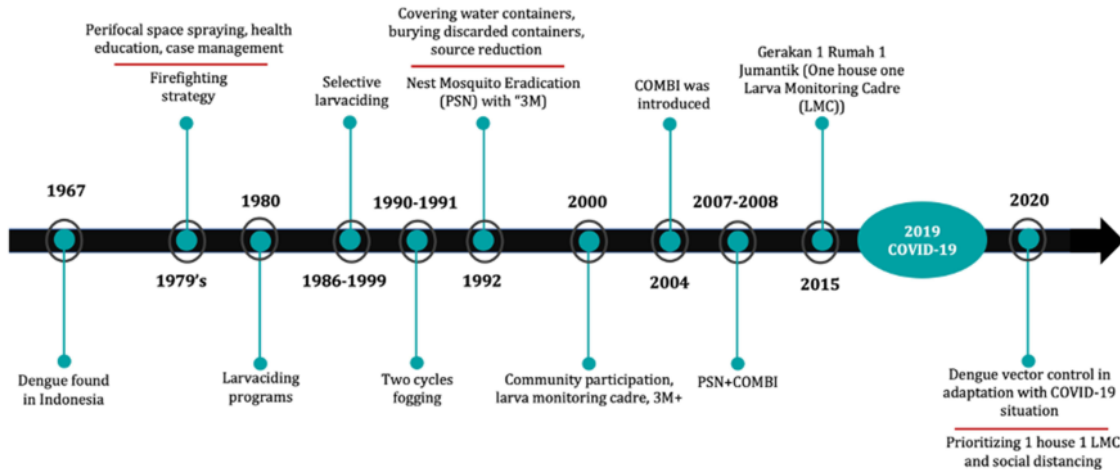 Perifocal space spraying, health
education, case management
Firefighting
strategy
Selective
larvaciding
Covering water containers,
burying discarded containers,
source reduction
Nest Mosquito Eradication
(PSN) with "3M)
COMBI was
introduced
Gerakan 1 Rumah 1
Jumantik (One house one
Larva Monitoring Cadre
(LMC))
1967
1980
1990-1991
2000
2007-2008
2019
COVID-19
2020
1979's
1986-1999
1992
2004
2015
Dengue found
in Indonesia
Larvaciding
programs
Two cycles
fogging
Community participation,
larva monitoring cadre, 3M+
PSN+COMBI
Dengue vector control in
adaptation with COVID-19
situation
Prioritizing 1 house 1 LMC
and social distancing